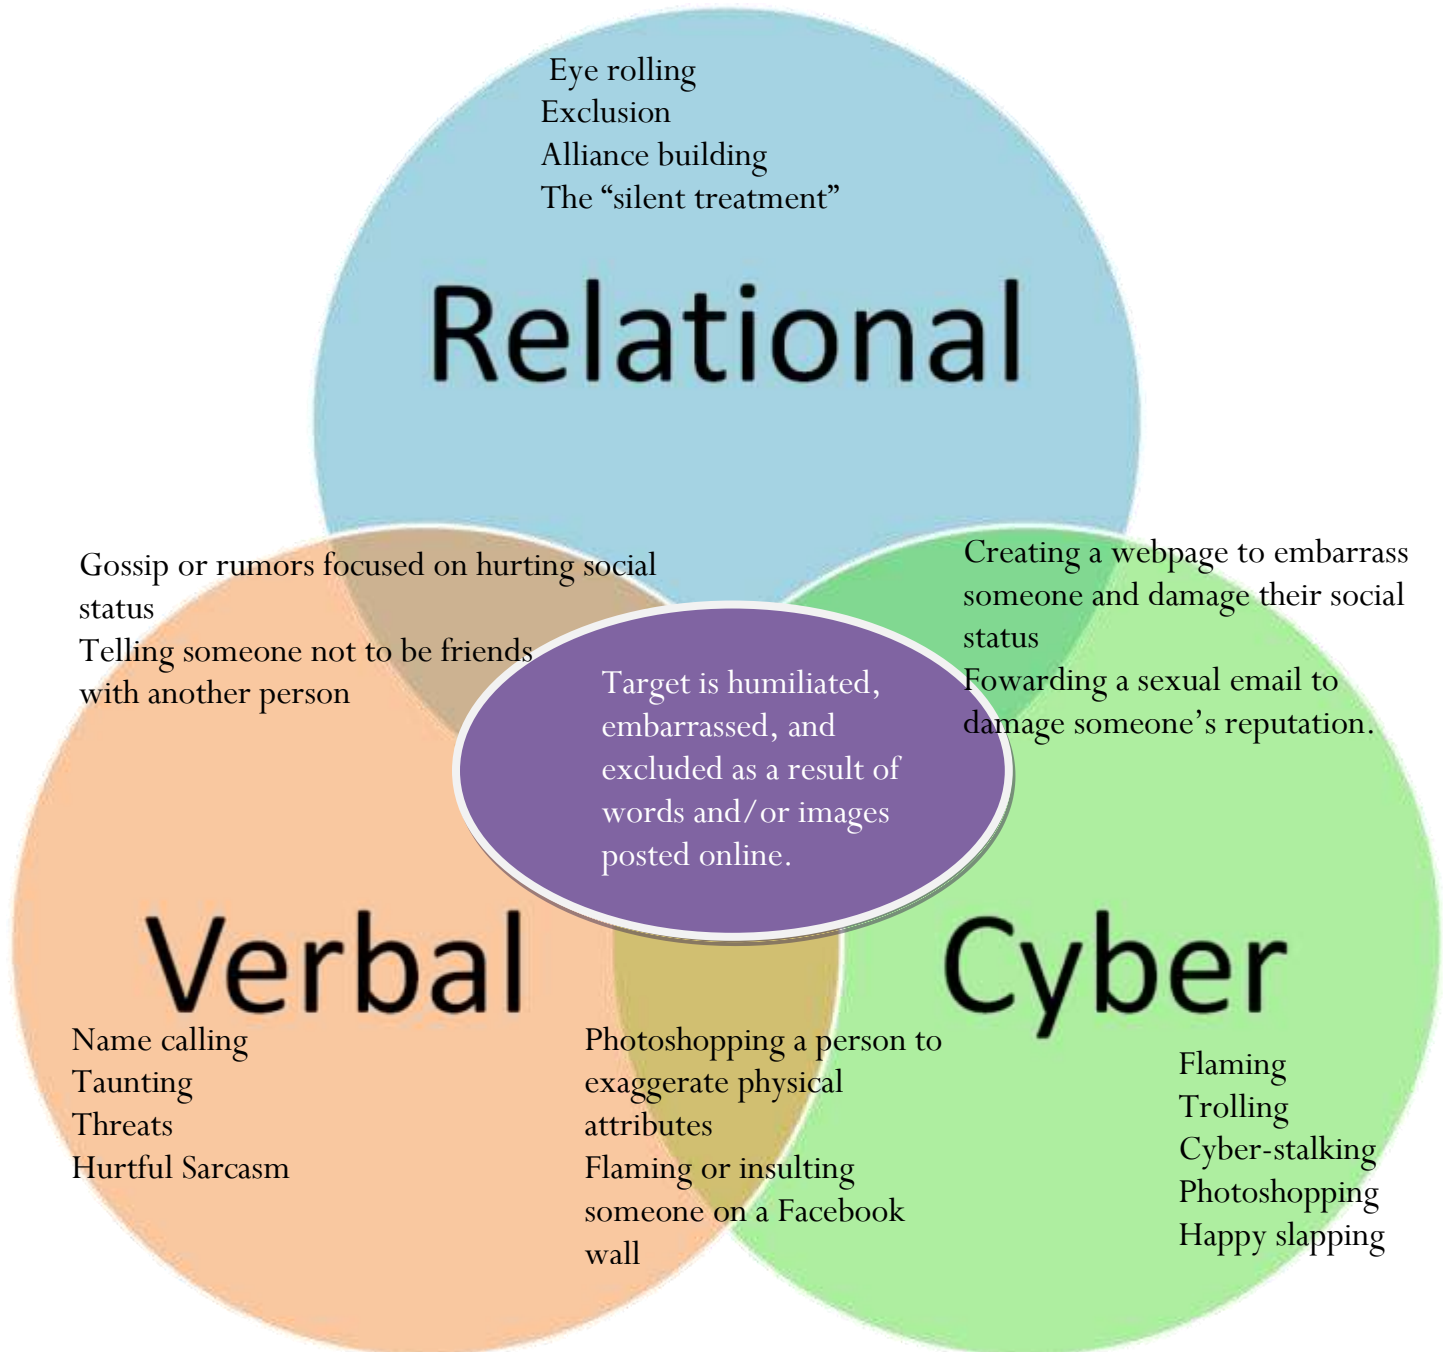 Eye rolling
Exclusion
Alliance building
The “silent treatment”
Relational
Gossip or rumors focused on hurting social
status
Telling someone not to be friends
with another person
Creating a webpage to embarrass
someone and damage their social
status
Fowarding a sexual email to
damage someone’s reputation.
Target is humiliated,
embarrassed, and
excluded as a result of
words and/or images
posted online.
Verbal
Name calling
Taunting
Threats
Hurtful Sarcasm
Photoshopping a person to
exaggerate physical
attributes
Flaming or insulting
someone on a Facebook
wall
Cyber
Flaming
Trolling
Cyber-stalking
Photoshopping
Happy slapping